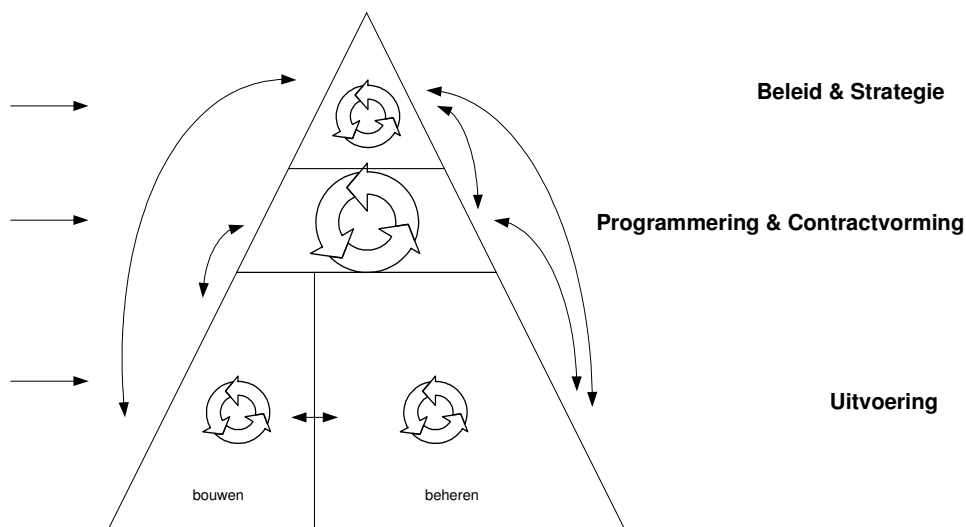 Beleid & Strategie
Programmering & Contractvorming
Uitvoering
bouwen
beheren